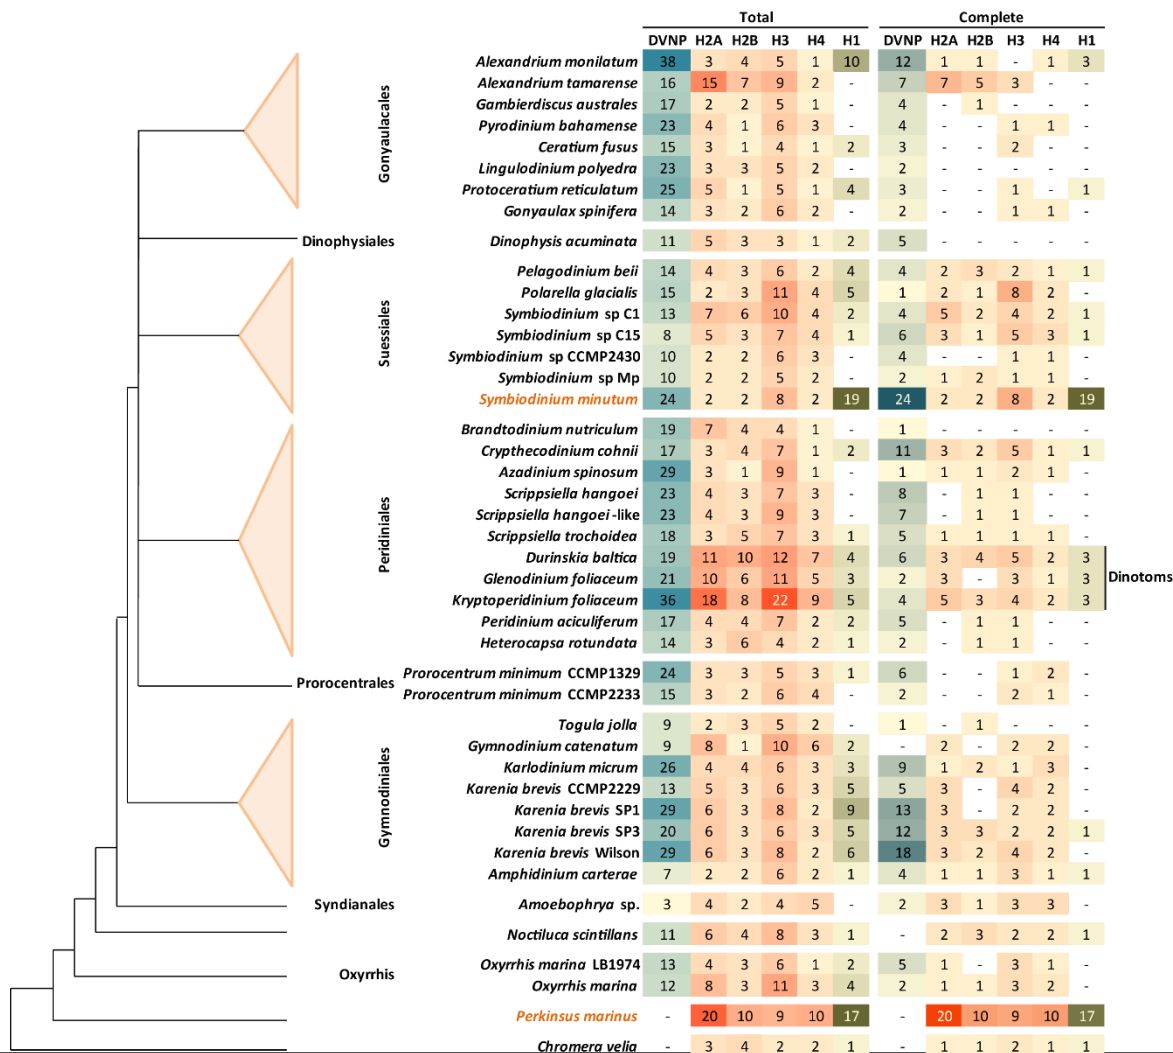 Total Complete
DVNP H2A H2B H3 H4 H1 DVNP H2A H2B H3 H4 H1
Gonyaulacales
Alexandrium monilatum 38 3 4 5 1 10 12 1 1 - 1 3
Alexandrium tamarense 16 15 7 9 2 - 7 7 5 3 - -
Gambierdiscus australes 17 2 2 5 1 - 4 - 1 - - -
Pyrodinium bahamense 23 4 1 6 3 - 4 - - 1 1 -
Ceratium fusus 15 3 1 4 1 2 3 - - 2 - -
Lingulodinium polyedra 23 3 3 5 2 - 2 - - - - -
Protoceratium reticulatum 25 5 1 5 1 4 3 - - 1 - 1
Gonyaulax spinifera 14 3 2 6 2 - 2 - - 1 1 -
Dinophysiales Dinophysis acuminata 11 5 3 3 1 2 5 - - - - -
Suessiales
Pelagodinium beii 14 4 3 6 2 4 4 2 3 2 1 1
Polarella glacialis 15 2 3 11 4 5 1 2 1 8 2 -
Symbiodinium sp C1 13 7 6 10 4 2 4 5 2 4 2 1
Symbiodinium sp C15 8 5 3 7 4 1 6 3 1 5 3 1
Symbiodinium sp CCMP2430 10 2 2 6 3 - 4 - - 1 1 -
Symbiodinium sp Mp 10 2 2 5 2 - 2 1 2 1 1 -
Symbiodinium minutum 24 2 2 8 2 19 24 2 2 8 2 19
Peridiniales
Brandtodinium nutriculum 19 7 4 4 1 - 1 - - - - -
Crypthecodinium cohnii 17 3 4 7 1 2 11 3 2 5 1 1
Azadinium spinosum 29 3 1 9 1 - 1 1 1 2 1 -
Scrippsiella hangoei 23 4 3 7 3 - 8 - 1 1 - -
Scrippsiella hangoei-like 23 4 3 9 3 - 7 - 1 1 - -
Scrippsiella trochoidea 18 3 5 7 3 1 5 1 1 1 1 -
Durinskia baltica 19 11 10 12 7 4 6 3 4 5 2 3
Glenodinium foliaceum 21 10 6 11 5 3 2 3 - 3 1 3 Dinotoms
Kryptoperidinium foliaceum 36 18 8 22 9 5 4 5 3 4 2 3
Peridinium aciculiferum 17 4 4 7 2 2 5 - 1 1 - -
Heterocapsa rotundata 14 3 6 4 2 1 2 - 1 1 - -
Prorocentrales Prorocentrum minimum CCMP1329 24 3 3 5 3 1 6 - - 1 2 -
Prorocentrum minimum CCMP2233 15 3 2 6 4 - 2 - - 2 1 -
Gymnodiniales
Togula jolla 9 2 3 5 2 - 1 - 1 - - -
Gymnodinium catenatum 9 8 1 10 6 2 - 2 - 2 2 -
Karlodinium micrum 26 4 4 6 3 3 9 1 2 1 3 -
Karenia brevis CCMP2229 13 5 3 6 3 5 5 3 - 4 2 -
Karenia brevis SP1 29 6 3 8 2 9 13 3 - 2 2 -
Karenia brevis SP3 20 6 3 6 3 5 12 3 3 2 2 1
Karenia brevis Wilson 29 6 3 8 2 6 18 3 2 4 2 -
Amphidinium carterae 7 2 2 6 2 1 4 1 1 3 1 1
Syndianales Amoebophrya sp. 3 4 2 4 5 - 2 3 1 3 3 -
Noctiluca scintillans 11 6 4 8 3 1 - 2 3 2 2 1
Oxyrrhis
Oxyrrhis marina LB1974 13 4 3 6 1 2 5 1 - 3 1 -
Oxyrrhis marina 12 8 3 11 3 4 2 1 1 3 2 -
Perkinsus marinus - 20 10 9 10 17 - 20 10 9 10 17
Chromera velia - 3 4 2 2 1 - 1 1 2 1 1